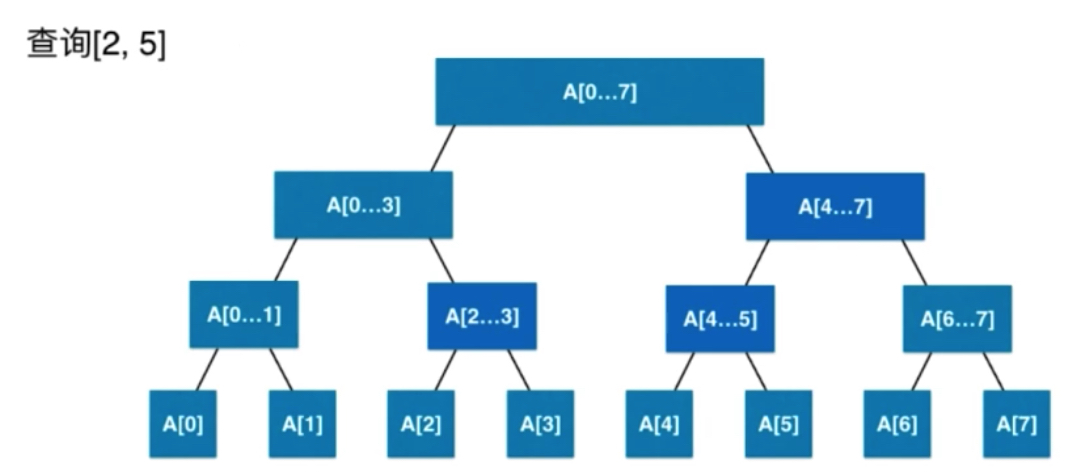 查询[2, 5]
A[0...7]
A[0...3]
A[4...7]
A[0...1]
A[2...3]
A[4...5]
A[6...7]
A[0]
A[1]
A[2]
A[3]
A[4]
A[5]
A[6]
A[7]